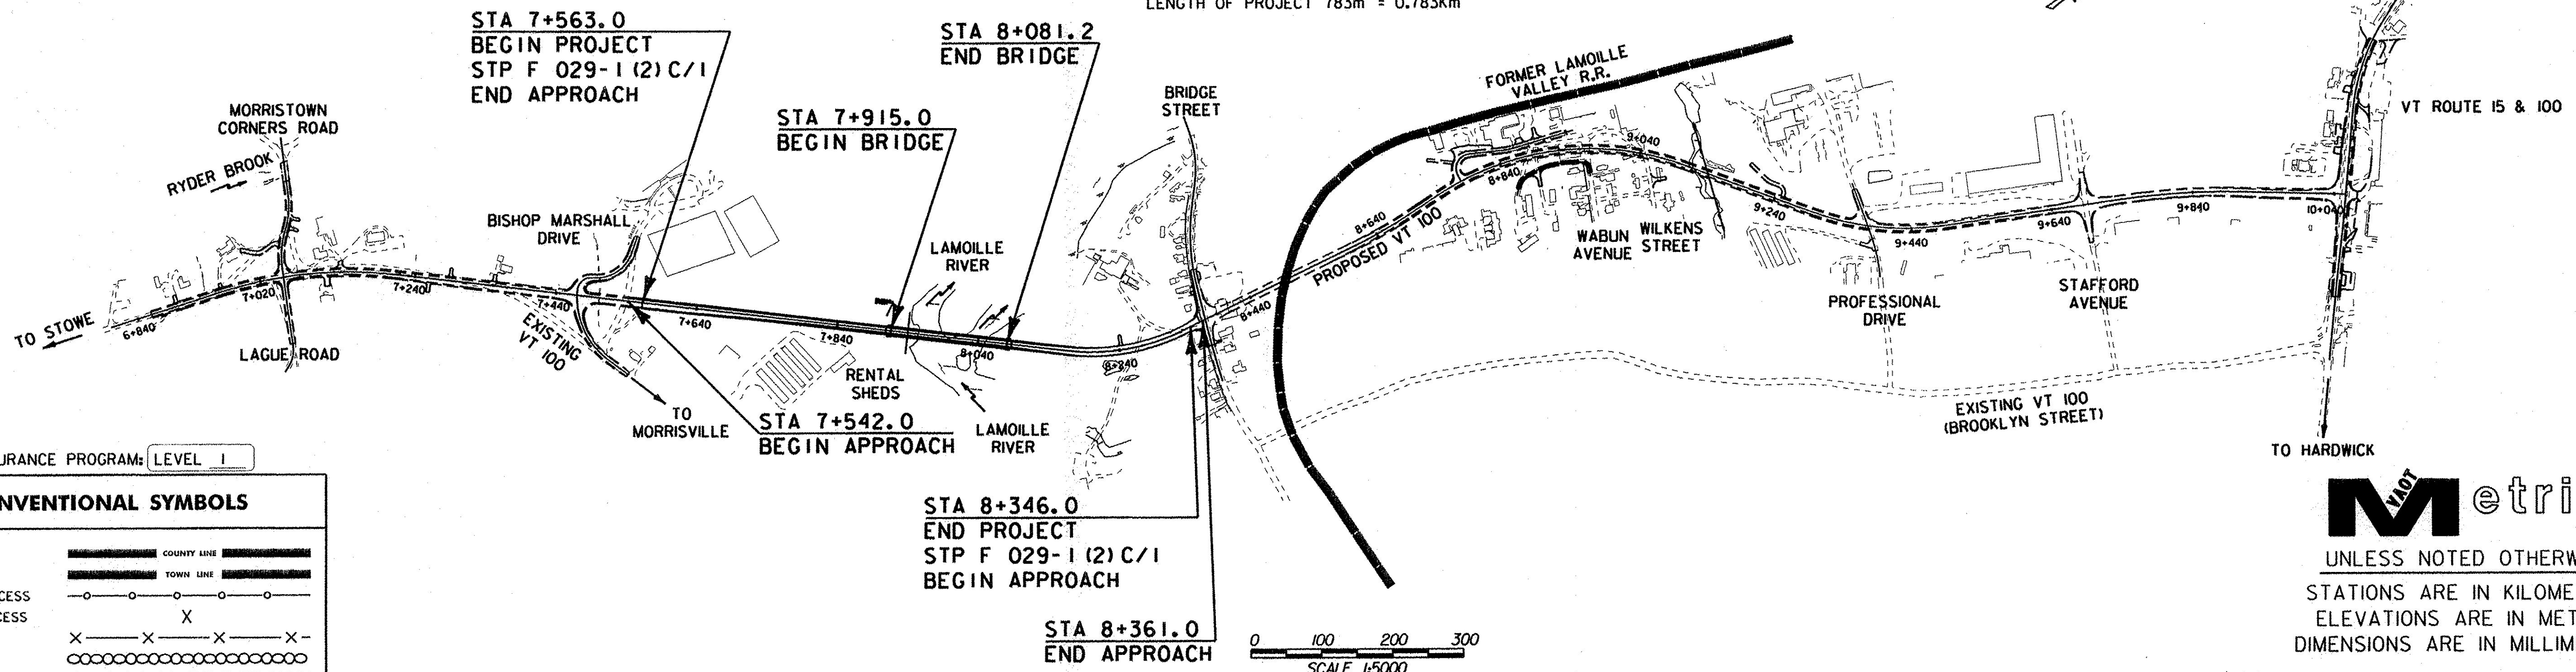 LENGTH OF PROJECT 783m = 0.783Km
STA 7+563.0
BEGIN PROJECT
STP F 029-1(2)C/1
END APPROACH
STA 8+081.2
END BRIDGE
STA 7+915.0
BEGIN BRIDGE
MORRISTOWN
CORNERS ROAD
RYDER BROOK
BISHOP MARSHALL
DRIVE
LAMOILLE
RIVER
BRIDGE
STREET
FORMER LAMOILLE
VALLEY R.R.
VT ROUTE 15 & 100
TO STOWE
6+840
7+020
7+240
7+440
7+640
7+840
8+040
8+240
8+440
8+640
8+840
9+040
9+240
9+440
9+640
9+840
10+040
PROPOSED VT 100
WABUN
AVENUE
WILKENS
STREET
PROFESSIONAL
DRIVE
STAFFORD
AVENUE
LAGUE ROAD
EXISTING
VT 100
TO
MORRISVILLE
RENTAL
SHEDS
LAMOILLE
RIVER
STA 7+542.0
BEGIN APPROACH
EXISTING VT 100
(BROOKLYN STREET)
TO HARDWICK
URANCE PROGRAM: LEVEL 1
NVENTIONAL SYMBOLS
COUNTY LINE
TOWN LINE
CESS
CESS
STA 8+346.0
END PROJECT
STP F 029-1(2)C/1
BEGIN APPROACH
STA 8+361.0
END APPROACH
0 100 200 300
SCALE 1:5000
VAOT
Metri
UNLESS NOTED OTHERW
STATIONS ARE IN KILOME
ELEVATIONS ARE IN MET
DIMENSIONS ARE IN MILLIM